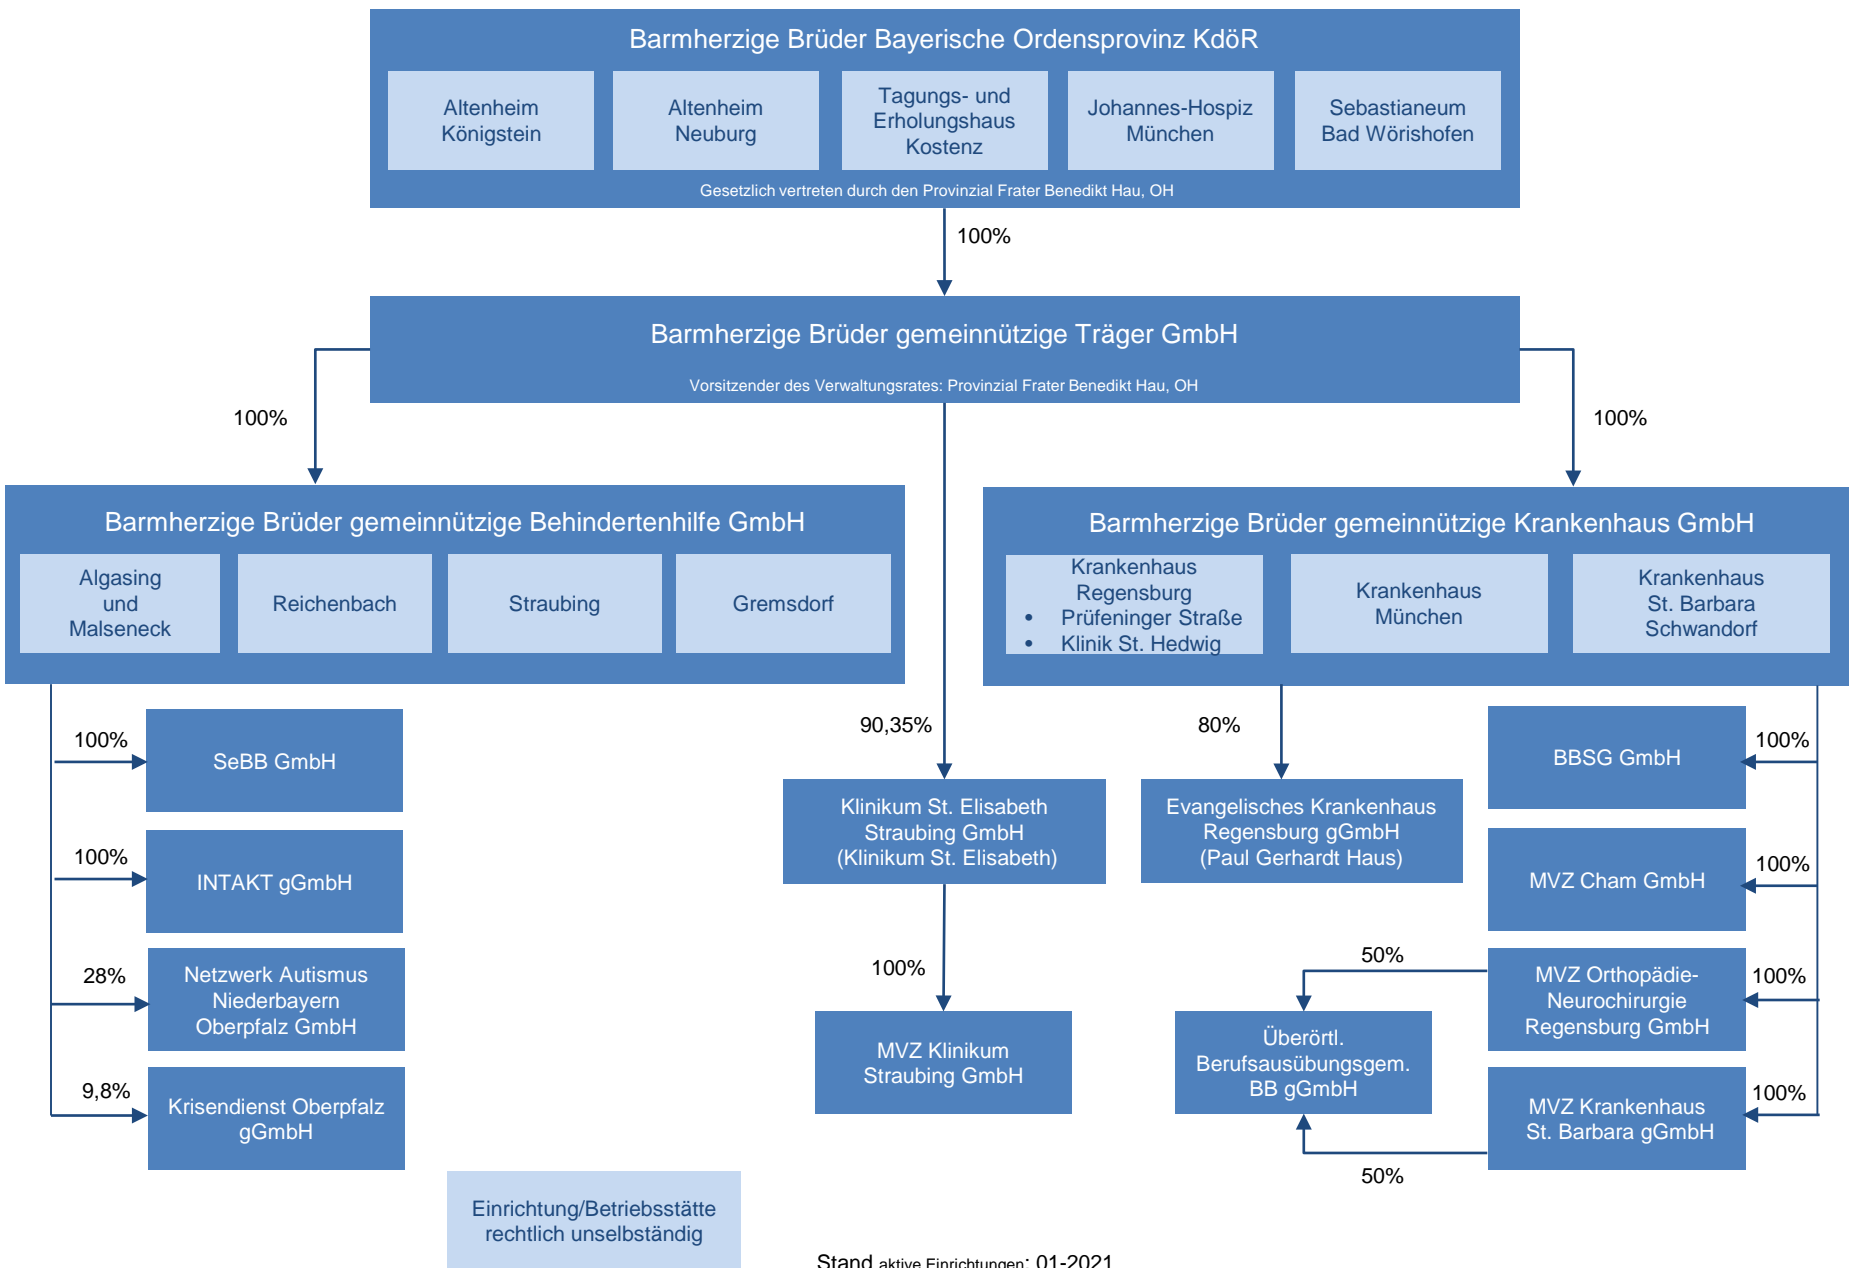 Barmherzige Brüder Bayerische Ordensprovinz KdöR
Altenheim
Königstein
Altenheim
Neuburg
Tagungs- und
Erholungshaus
Kostenz
Johannes-Hospiz
München
Sebastianeum
Bad Wörishofen
Gesetzlich vertreten durch den Provinzial Frater Benedikt Hau, OH
100%
Barmherzige Brüder gemeinnützige Träger GmbH
Vorsitzender des Verwaltungsrates: Provinzial Frater Benedikt Hau, OH
100%
100%
Barmherzige Brüder gemeinnützige Behindertenhilfe GmbH
Algasing
und
Malseneck
Reichenbach
Straubing
Gremsdorf
Barmherzige Brüder gemeinnützige Krankenhaus GmbH
Krankenhaus
Regensburg
• Prüfeninger Straße
• Klinik St. Hedwig
Krankenhaus
München
Krankenhaus
St. Barbara
Schwandorf
100%
SeBB GmbH
100%
INTAKT gGmbH
28%
Netzwerk Autismus
Niederbayern
Oberpfalz GmbH
9,8%
Krisendienst Oberpfalz
gGmbH
90,35%
Klinikum St. Elisabeth
Straubing GmbH
(Klinikum St. Elisabeth)
100%
MVZ Klinikum
Straubing GmbH
80%
Evangelisches Krankenhaus
Regensburg gGmbH
(Paul Gerhardt Haus)
BBSG GmbH
100%
MVZ Cham GmbH
100%
50%
MVZ Orthopädie-
Neurochirurgie
Regensburg GmbH
100%
Überörtl.
Berufsausübungsgem.
BB gGmbH
MVZ Krankenhaus
St. Barbara gGmbH
100%
50%
Einrichtung/Betriebsstätte
rechtlich unselbständig
Stand aktive Einrichtungen: 01-2021